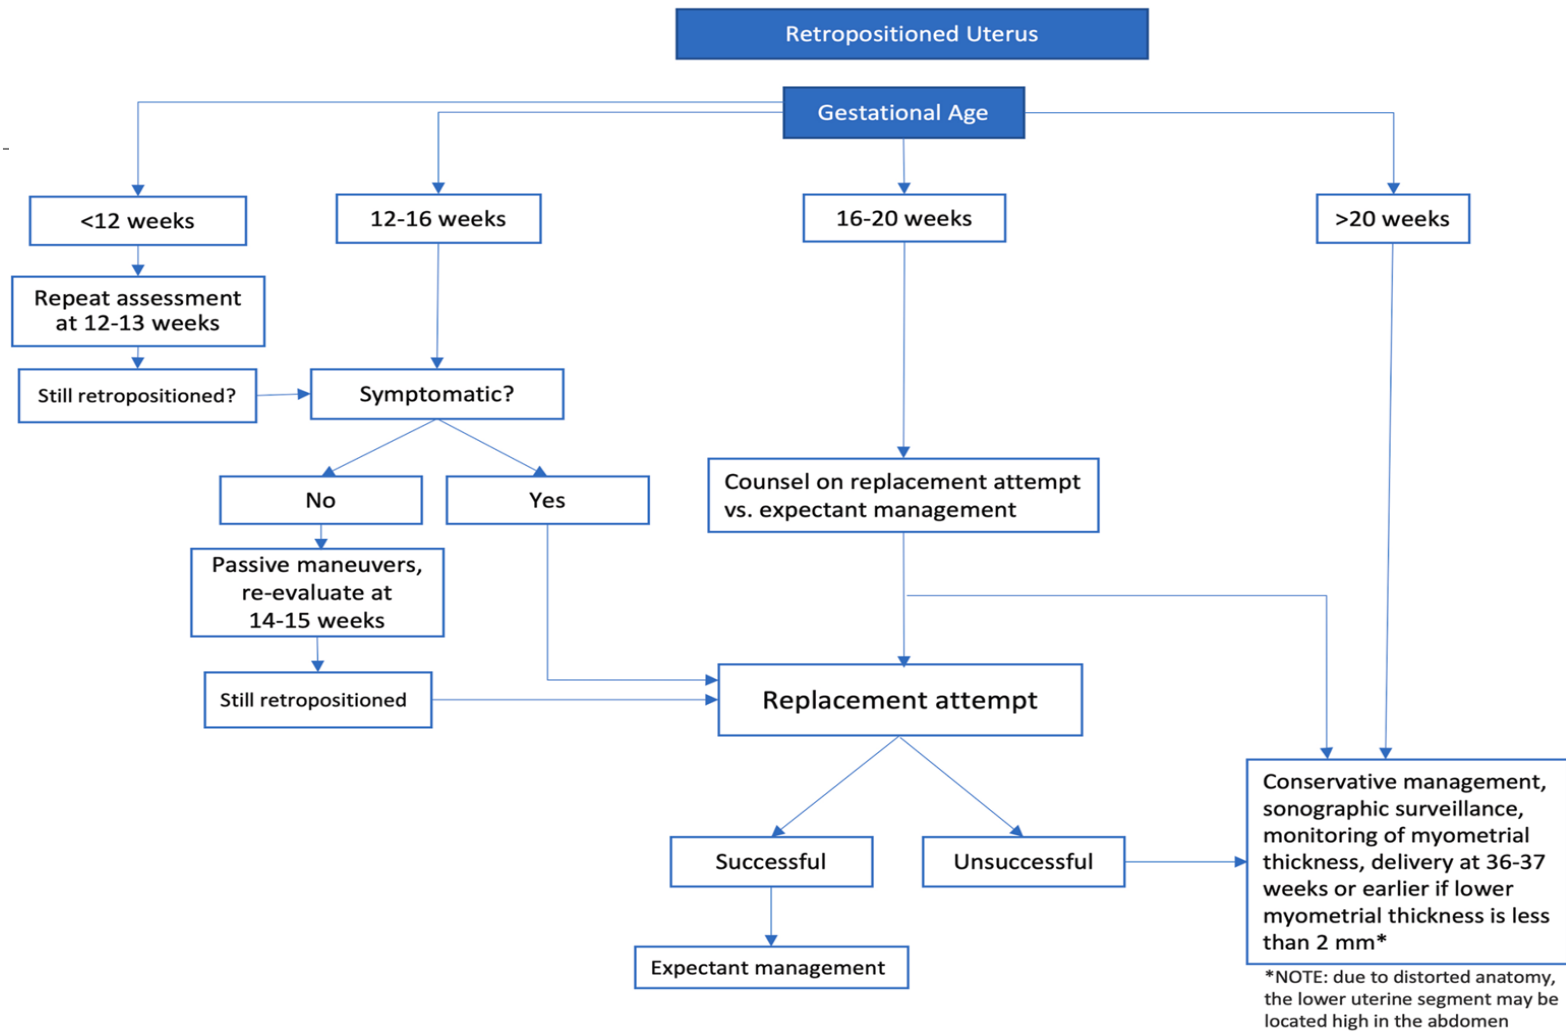 Retropositioned Uterus
Gestational Age
<12 weeks
12-16 weeks
16-20 weeks
>20 weeks
Repeat assessment
at 12-13 weeks
Still retropositioned?
Symptomatic?
No
Yes
Counsel on replacement attempt
vs. expectant management
Passive maneuvers,
re-evaluate at
14-15 weeks
Still retropositioned
Replacement attempt
Successful
Unsuccessful
Conservative management,
sonographic surveillance,
monitoring of myometrial
thickness, delivery at 36-37
weeks or earlier if lower
myometrial thickness is less
than 2 mm*
Expectant management
*NOTE: due to distorted anatomy,
the lower uterine segment may be
located high in the abdomen